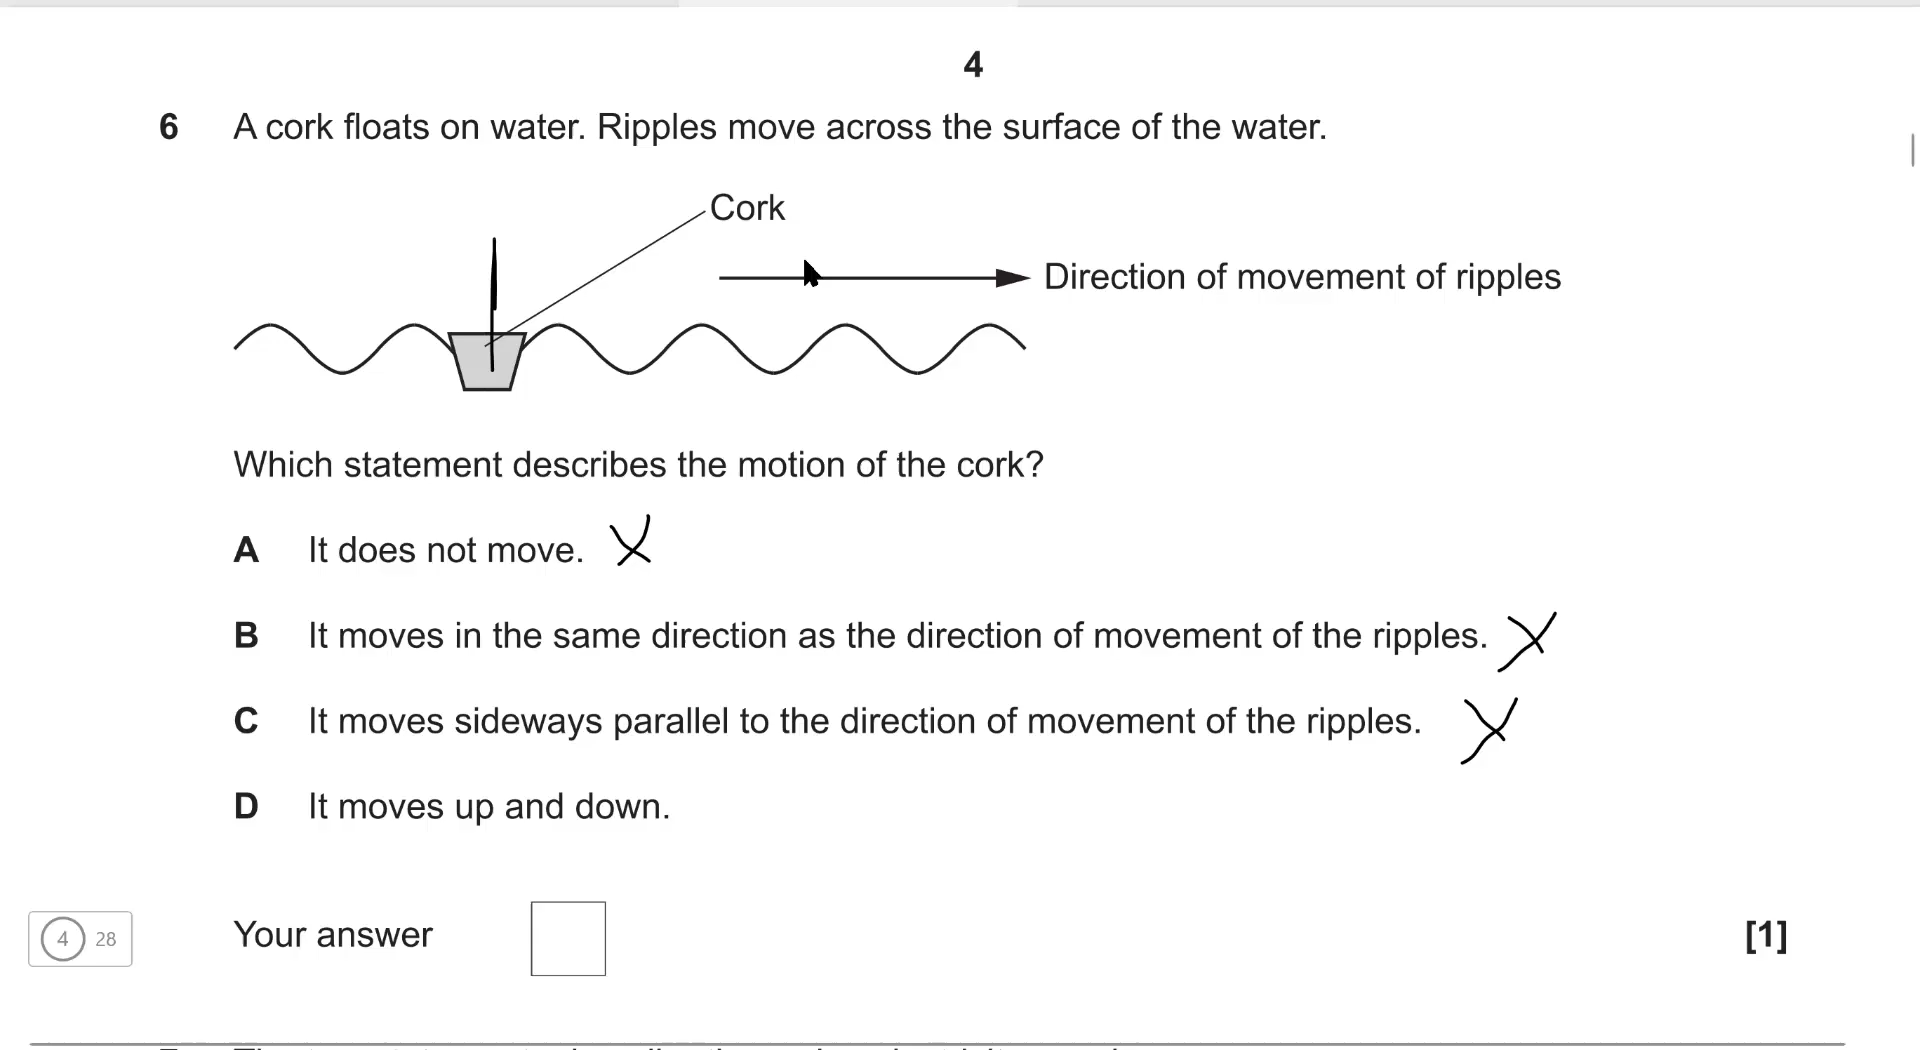 4
6 A cork floats on water. Ripples move across the surface of the water.
Cork
Direction of movement of ripples
Which statement describes the motion of the cork?
A It does not move.
B It moves in the same direction as the direction of movement of the ripples.
C It moves sideways parallel to the direction of movement of the ripples.
D It moves up and down.
4 28
Your answer [1]